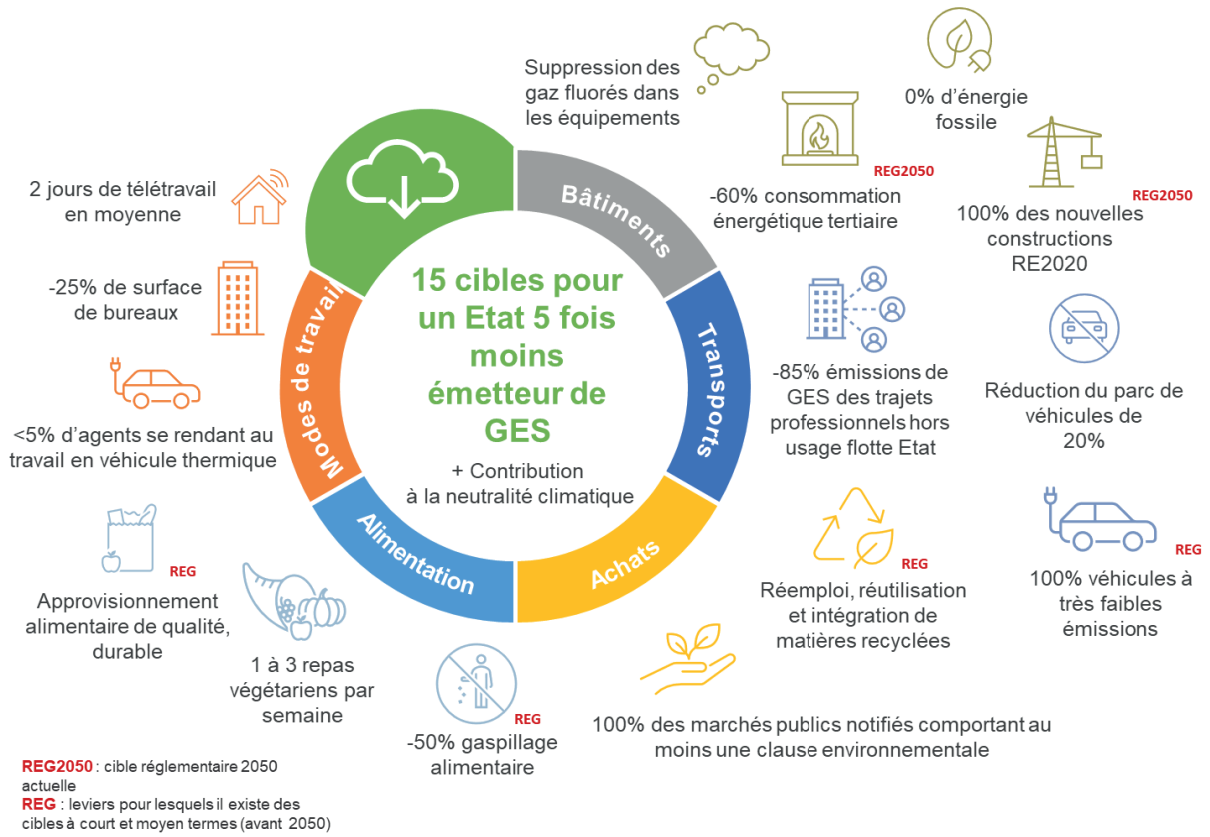 15 cibles pour
un Etat 5 fois
moins
émetteur de
GES
+ Contribution
à la neutralité climatique
Bâtiments
Suppression des
gaz fluorés dans
les équipements
REG2050
-60% consommation
énergétique tertiaire
0% d'énergie
fossile
REG2050
100% des nouvelles
constructions
RE2020
Transports
-85% émissions de
GES des trajets
professionnels hors
usage flotte Etat
Réduction du parc de
véhicules de
20%
REG
100% véhicules à
très faibles
émissions
Achats
REG
Réemploi, réutilisation
et intégration de
matières recyclées
100% des marchés publics notifiés comportant au
moins une clause environnementale
Alimentation
REG
-50% gaspillage
alimentaire
1 à 3 repas
végétariens par
semaine
REG
Approvisionnement
alimentaire de qualité,
durable
Modes de travail
<5% d'agents se rendant au
travail en véhicule thermique
-25% de surface
de bureaux
2 jours de télétravail
en moyenne
REG2050 : cible réglementaire 2050
actuelle
REG : leviers pour lesquels il existe des
cibles à court et moyen termes (avant 2050)